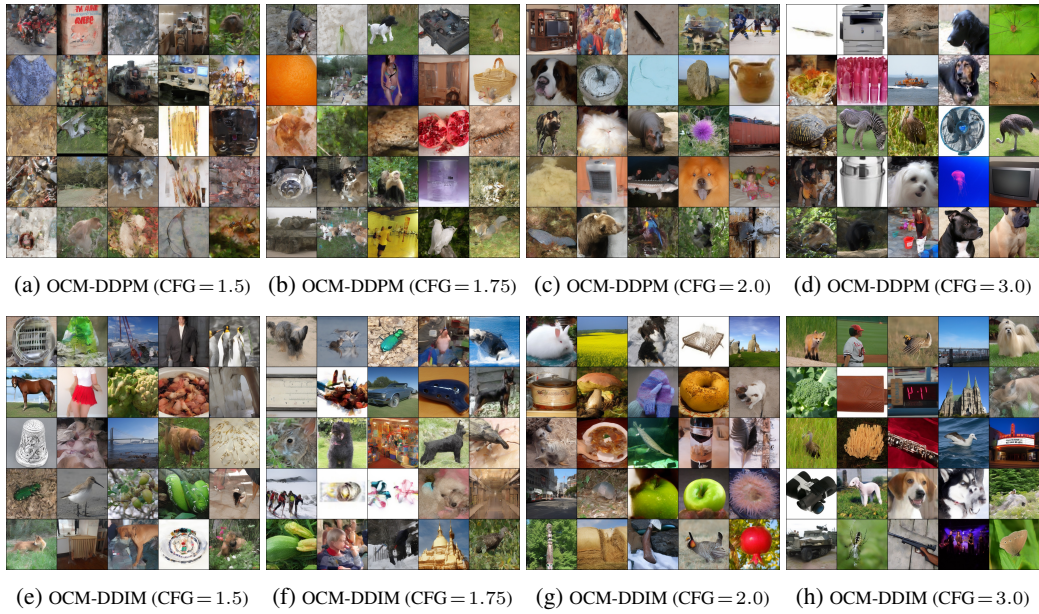 (a) OCM-DDPM (CFG=1.5)
(b) OCM-DDPM (CFG=1.75)
(c) OCM-DDPM (CFG=2.0)
(d) OCM-DDPM (CFG=3.0)
(e) OCM-DDIM (CFG=1.5)
(f) OCM-DDIM (CFG=1.75)
(g) OCM-DDIM (CFG=2.0)
(h) OCM-DDIM (CFG=3.0)